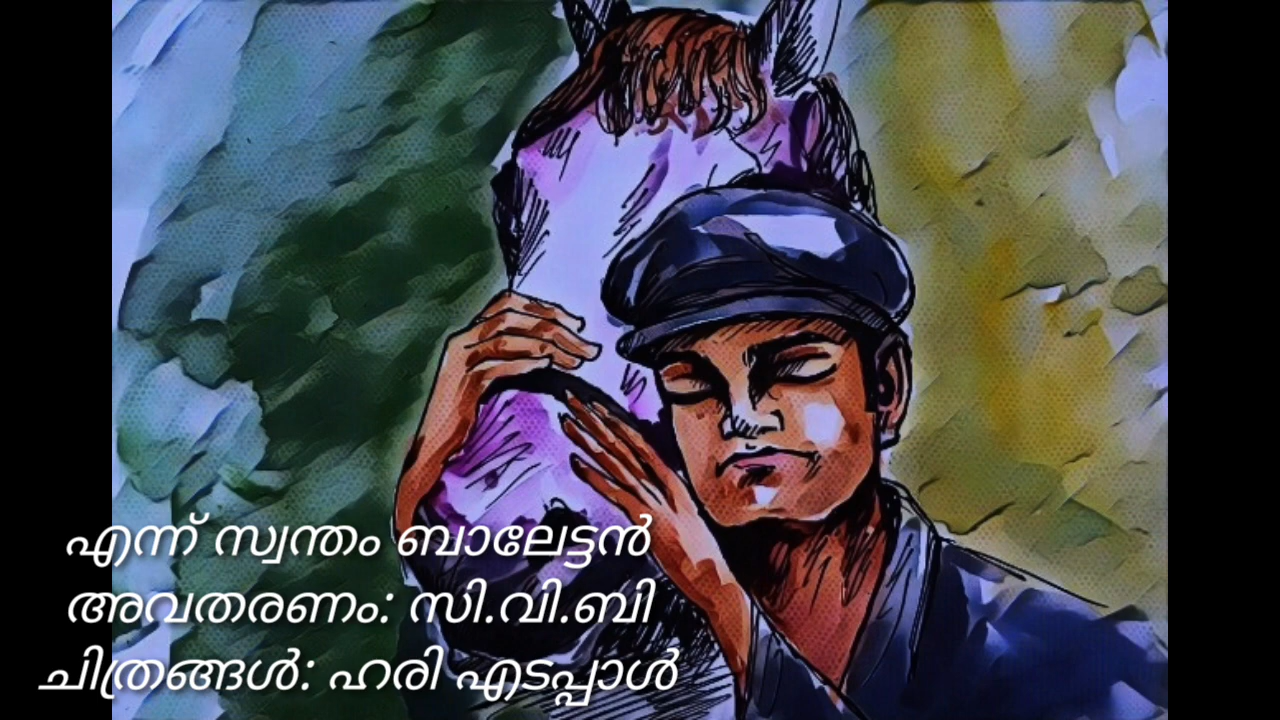 എന്ന് സ്വന്തം ബാലേട്ടൻ
അവതരണം: സി.വി.ബി
ചിത്രങ്ങൾ: ഹരി എടപ്പാൾ